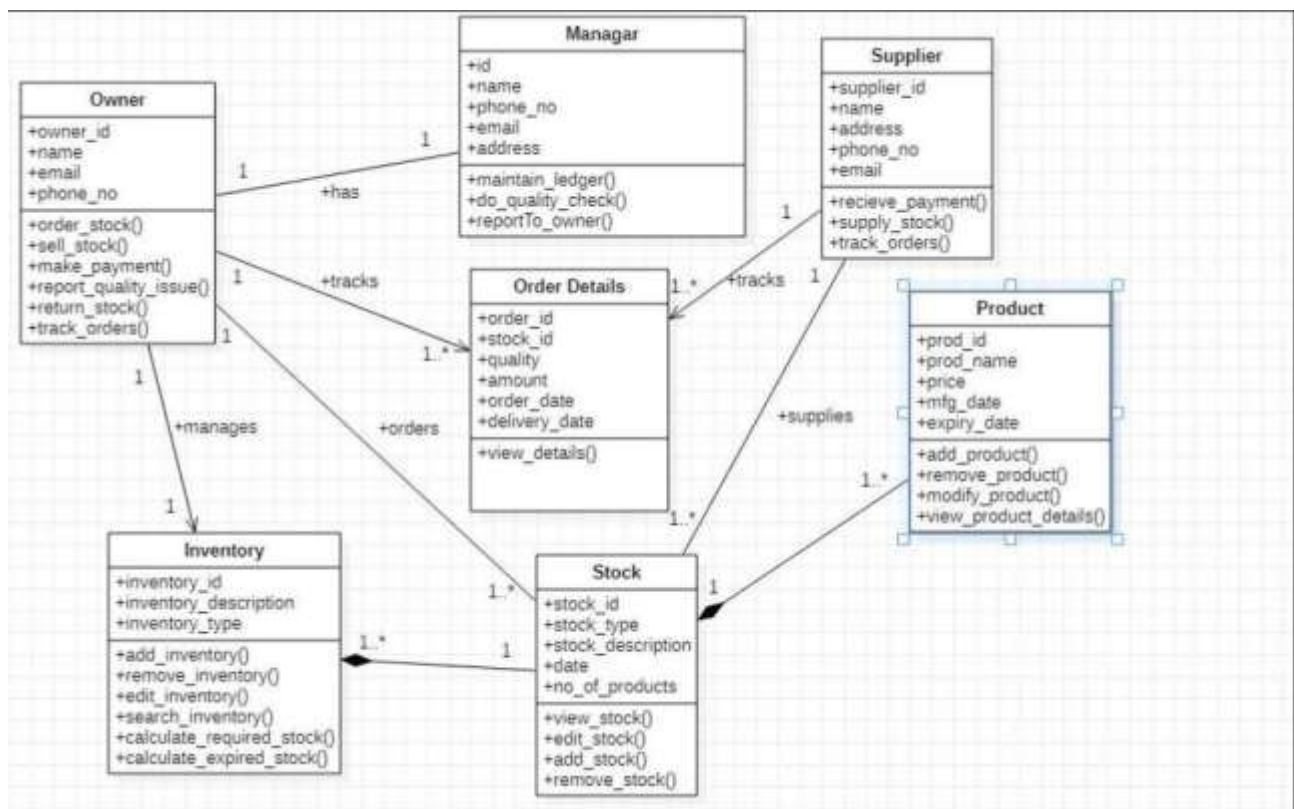 Managar
+id
+name
+phone_no
+email
+address
+maintain_ledger()
+do_quality_check()
+reportTo_owner()
Supplier
+supplier_id
+name
+address
+phone_no
+email
+recieve_payment()
+supply_stock()
+track_orders()
Owner
+owner_id
+name
+email
+phone_no
+order_stock()
+sell_stock()
+make_payment()
+report_quality_issue()
+return_stock()
+track_orders()
1
1
+has
1
+tracks
1..*
1
+tracks
1..*
Order Details
+order_id
+stock_id
+quality
+amount
+order_date
+delivery_date
+view_details()
Product
+prod_id
+prod_name
+price
+mfg_date
+expiry_date
+add_product()
+remove_product()
+modify_product()
+view_product_details()
1
+manages
1
1
+orders
1..*
1
+supplies
1..*
1..*
1
Inventory
+inventory_id
+inventory_description
+inventory_type
+add_inventory()
+remove_inventory()
+edit_inventory()
+search_inventory()
+calculate_required_stock()
+calculate_expired_stock()
1..*
1
Stock
+stock_id
+stock_type
+stock_description
+date
+no_of_products
+view_stock()
+edit_stock()
+add_stock()
+remove_stock()